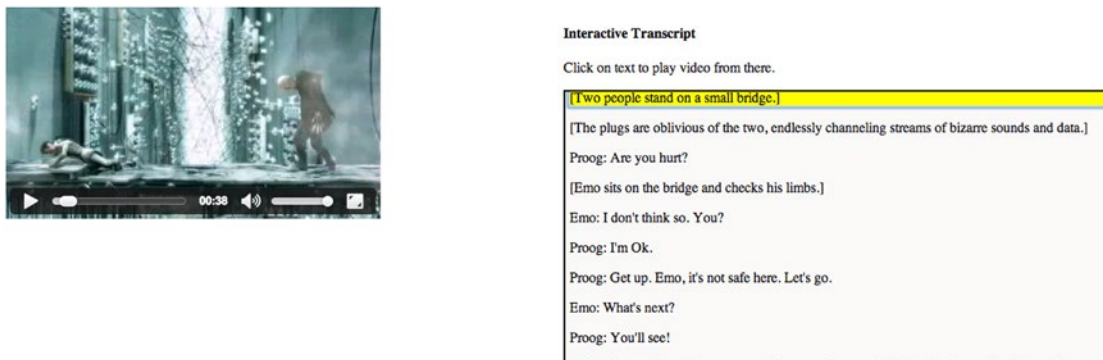 00:38
Interactive Transcript
Click on text to play video from there.
[Two people stand on a small bridge.]
[The plugs are oblivious of the two, endlessly channeling streams of bizarre sounds and data.]
Proog: Are you hurt?
[Emo sits on the bridge and checks his limbs.]
Emo: I don't think so. You?
Proog: I'm Ok.
Proog: Get up. Emo, it's not safe here. Let's go.
Emo: What's next?
Proog: You'll see!